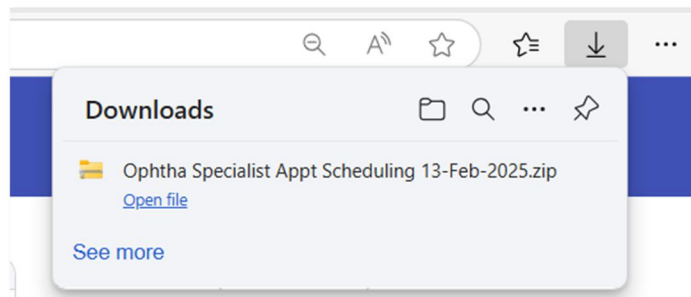 Downloads
Ophtha Specialist Appt Scheduling 13-Feb-2025.zip
Open file
See more